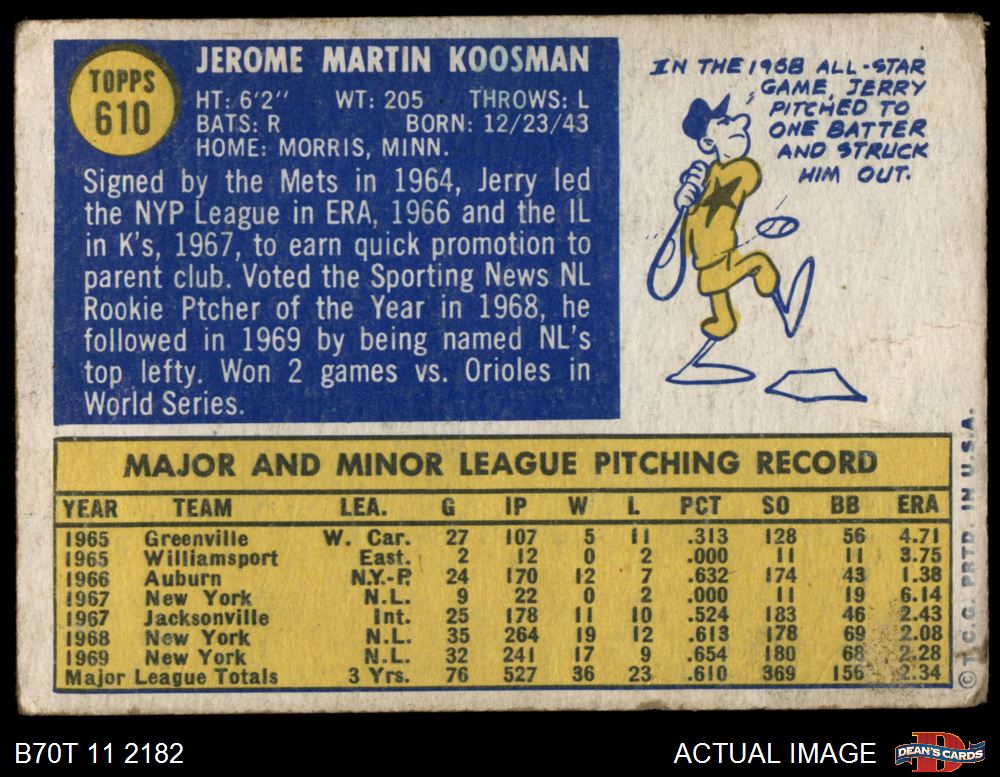 TOPPS
610
JEROME MARTIN KOOSMAN
HT: 6'2" WT: 205 THROWS: L
BATS: R BORN: 12/23/43
HOME: MORRIS, MINN.
Signed by the Mets in 1964, Jerry led
the NYP League in ERA, 1966 and the IL
in K's, 1967, to earn quick promotion to
parent club. Voted the Sporting News NL
Rookie Ptcher of the Year in 1968, he
followed in 1969 by being named NL's
top lefty. Won 2 games vs. Orioles in
World Series.
IN THE 1968 ALL-STAR
GAME, JERRY
PITCHED TO
ONE BATTER
AND STRUCK
HIM OUT.
MAJOR AND MINOR LEAGUE PITCHING RECORD
YEAR TEAM LEA. G IP W L PCT SO BB ERA
1965 Greenville W. Car. 27 107 5 11 .313 128 56 4.71
1965 Williamsport East. 2 12 0 2 .000 11 11 3.75
1966 Auburn N.Y.-P. 24 170 12 7 .632 174 43 1.38
1967 New York N.L. 9 22 0 2 .000 11 19 6.14
1967 Jacksonville Int. 25 178 11 10 .524 183 46 2.43
1968 New York N.L. 35 264 19 12 .613 178 69 2.08
1969 New York N.L. 32 241 17 9 .654 180 68 2.28
Major League Totals 3 Yrs. 76 527 36 23 .610 369 156 2.34
© T.C.G. PRTD. IN U.S.A.
B70T 11 2182
ACTUAL IMAGE
DEAN'S CARDS